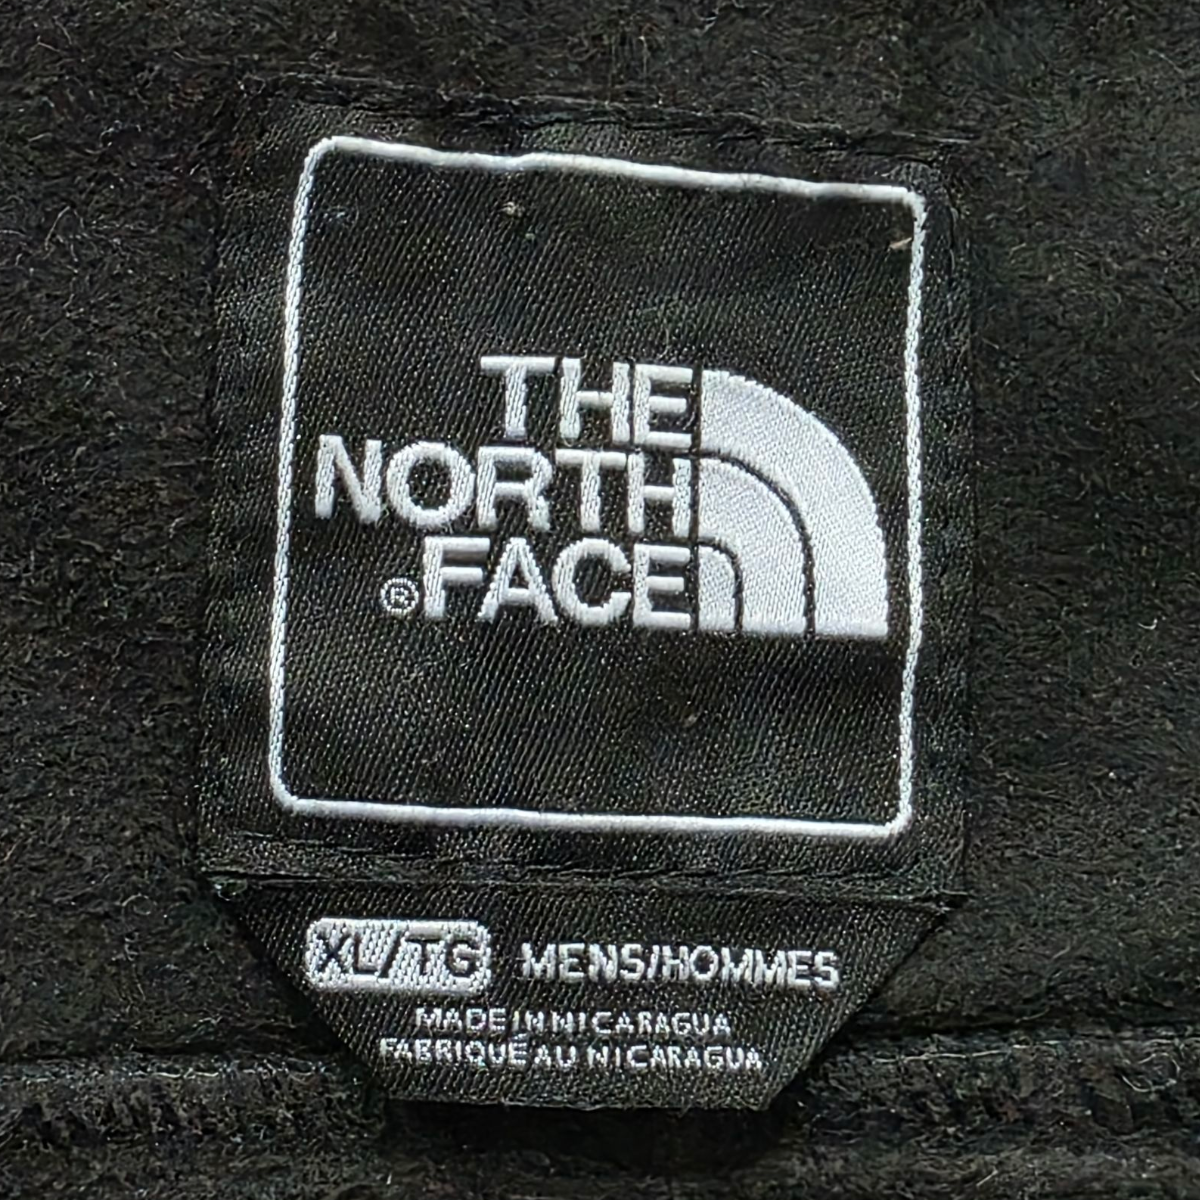 THE
NORTH
®FACE
XL/TG MENS/HOMMES
MADE IN NICARAGUA
FABRIQUÉ AU NICARAGUA